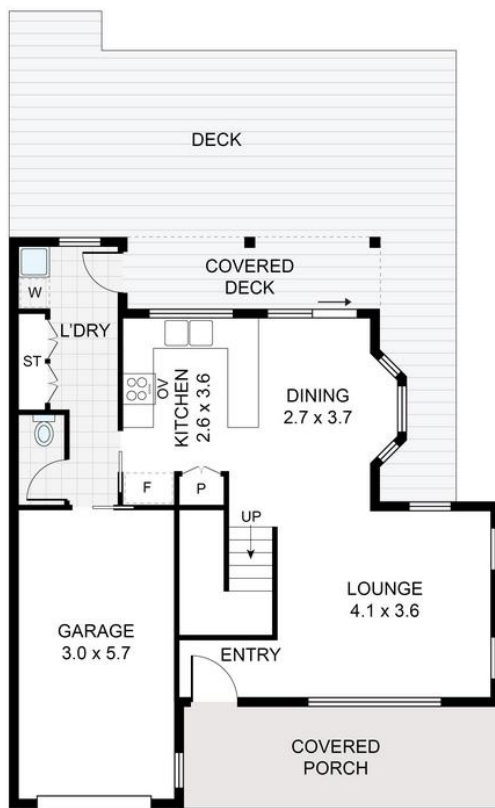 DECK
COVERED
DECK
W
L'DRY
ST
OV
KITCHEN
2.6 x 3.6
DINING
2.7 x 3.7
F
P
UP
LOUNGE
4.1 x 3.6
GARAGE
3.0 x 5.7
ENTRY
COVERED
PORCH